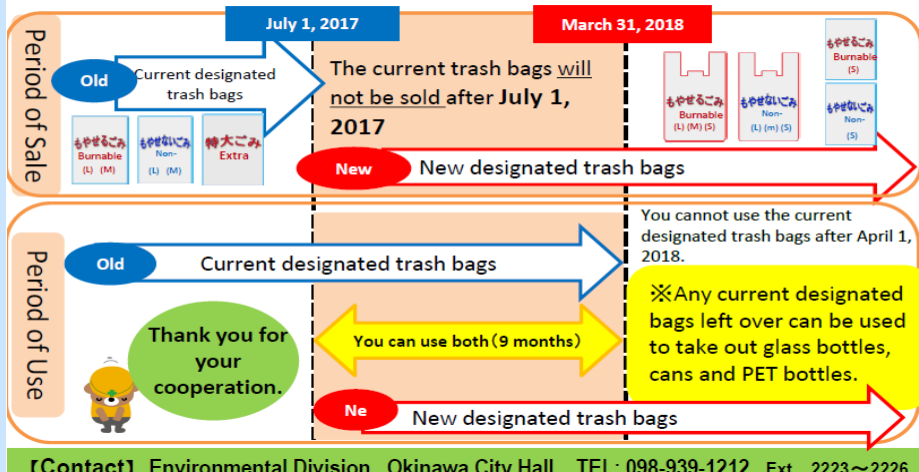 July 1, 2017
March 31, 2018
Period of Sale
Old
Current designated
trash bags
もやせるごみ
Burnable
(L) (M)
もやせないごみ
Non-
(L) (M)
特大ごみ
Extra
The current trash bags will
not be sold after July 1,
2017
もやせるごみ
Burnable
(L) (M) (S)
もやせないごみ
Non-
(L) (m) (S)
もやせるごみ
Burnable
(S)
もやせないごみ
Non-
(S)
New
New designated trash bags
Period of Use
Old
Current designated trash bags
You cannot use the current
designated trash bags after April 1,
2018.
※Any current designated
bags left over can be used
to take out glass bottles,
cans and PET bottles.
You can use both(9 months)
Thank you for
your
cooperation.
Ne
New designated trash bags
【Contact】 Environmental Division, Okinawa City Hall TEL: 098-939-1212 Ext. 2223～2226